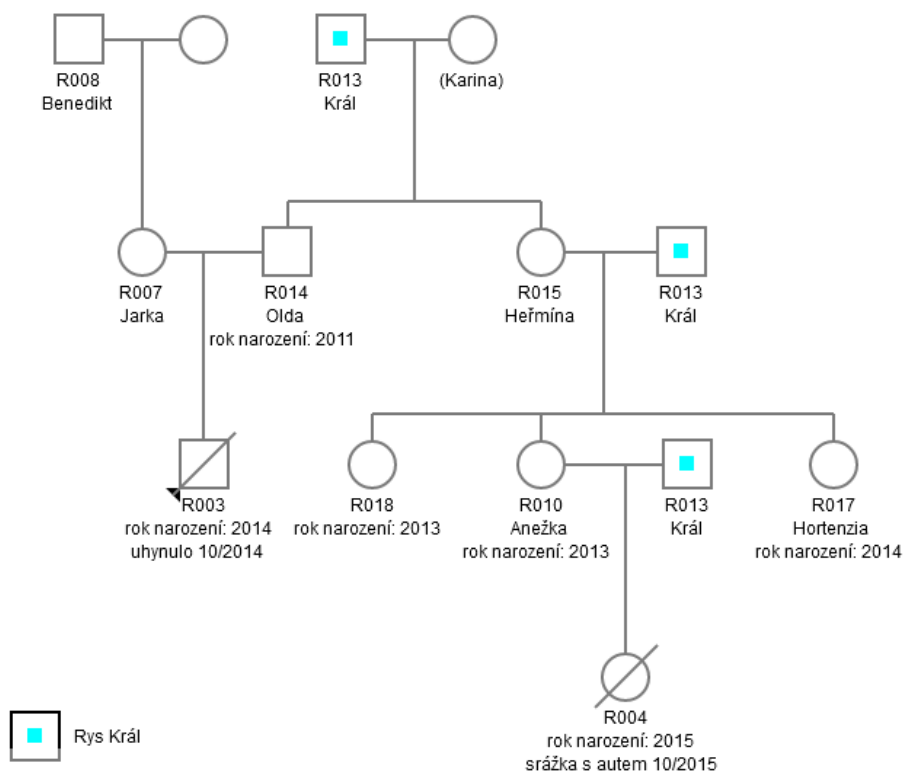 R008
Benedikt
R013
Král
(Karina)
R007
Jarka
R014
Olda
rok narození: 2011
R015
Heřmína
R013
Král
R003
rok narození: 2014
uhynulo 10/2014
R018
rok narození: 2013
R010
Anežka
rok narození: 2013
R013
Král
R017
Hortenzia
rok narození: 2014
R004
rok narození: 2015
srážka s autem 10/2015
Rys Král